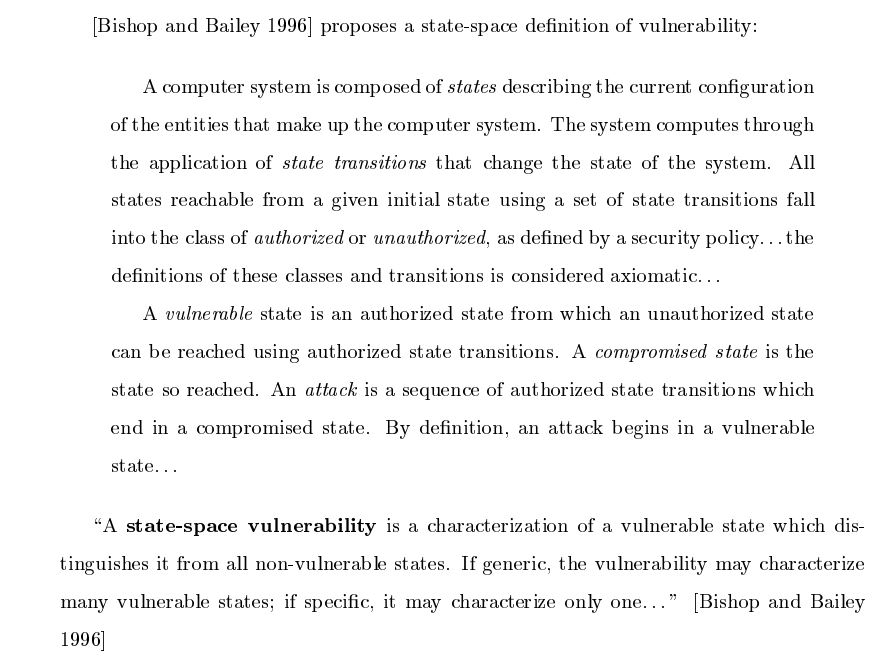 [Bishop and Bailey 1996] proposes a state-space definition of vulnerability:
A computer system is composed of states describing the current configuration
of the entities that make up the computer system. The system computes through
the application of state transitions that change the state of the system. All
states reachable from a given initial state using a set of state transitions fall
into the class of authorized or unauthorized, as defined by a security policy...the
definitions of these classes and transitions is considered axiomatic...
A vulnerable state is an authorized state from which an unauthorized state
can be reached using authorized state transitions. A compromised state is the
state so reached. An attack is a sequence of authorized state transitions which
end in a compromised state. By definition, an attack begins in a vulnerable
state...
“A state-space vulnerability is a characterization of a vulnerable state which dis-
tinguishes it from all non-vulnerable states. If generic, the vulnerability may characterize
many vulnerable states; if specific, it may characterize only one...” [Bishop and Bailey
1996]